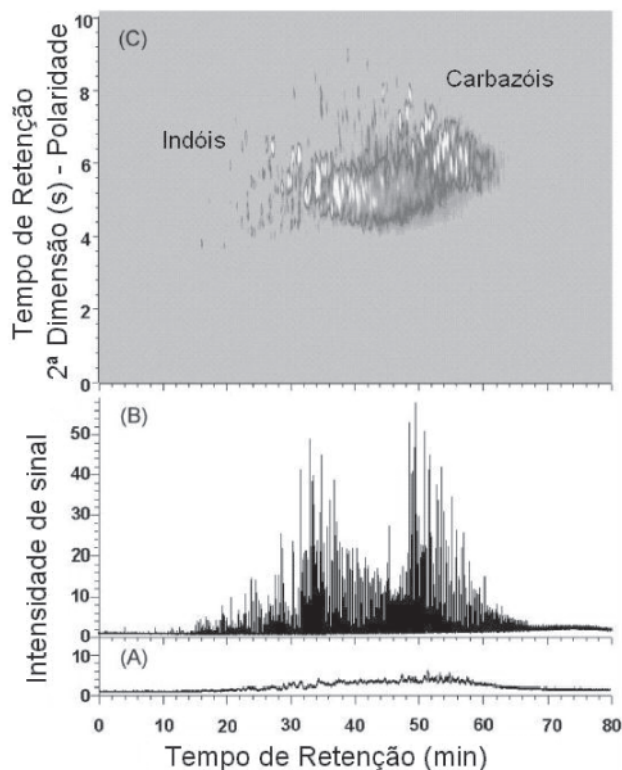 10
8
6
4
2
0
(C)
Carbazóis
Indóis
Tempo de Retenção
2ª Dimensão (s) - Polaridade
(B)
50
40
30
20
10
0
Intensidade de sinal
(A)
10
0
0 10 20 30 40 50 60 70 80
Tempo de Retenção (min)